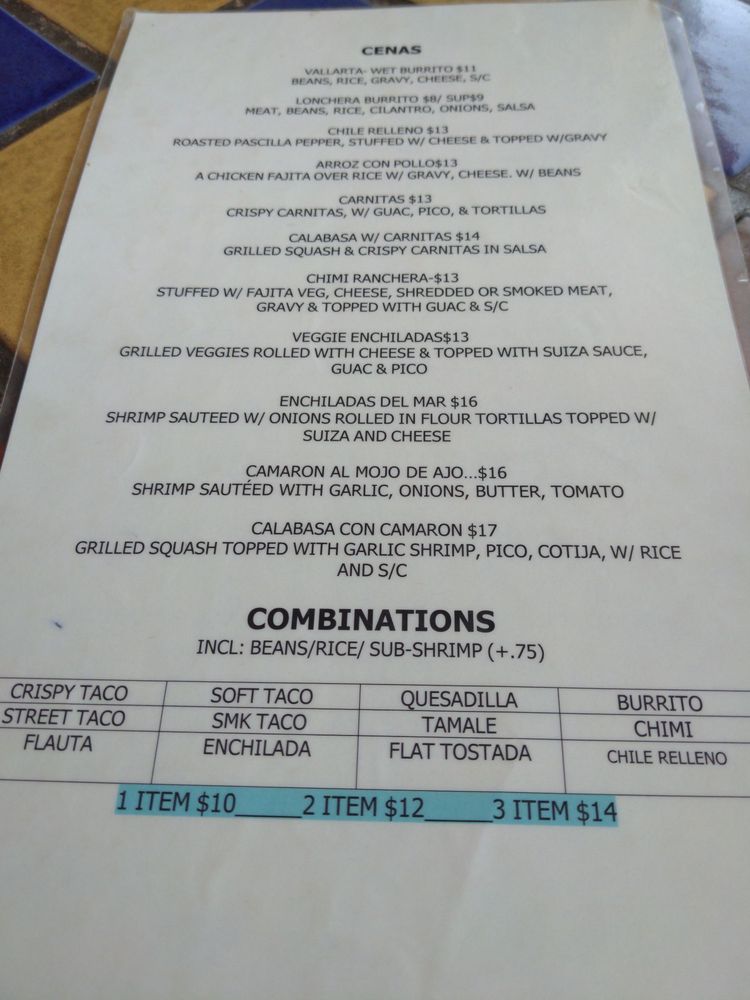 CENAS
VALLARTA- WET BURRITO $11
BEANS, RICE, GRAVY, CHEESE, S/C
LONCHERA BURRITO $8/ SUP$9
MEAT, BEANS, RICE, CILANTRO, ONIONS, SALSA
CHILE RELLENO $13
ROASTED PASCILLA PEPPER, STUFFED W/ CHEESE & TOPPED W/GRAVY
ARROZ CON POLLO$13
A CHICKEN FAJITA OVER RICE W/ GRAVY, CHEESE. W/ BEANS
CARNITAS $13
CRISPY CARNITAS, W/ GUAC, PICO, & TORTILLAS
CALABASA W/ CARNITAS $14
GRILLED SQUASH & CRISPY CARNITAS IN SALSA
CHIMI RANCHERA-$13
STUFFED W/ FAJITA VEG, CHEESE, SHREDDED OR SMOKED MEAT,
GRAVY & TOPPED WITH GUAC & S/C
VEGGIE ENCHILADAS$13
GRILLED VEGGIES ROLLED WITH CHEESE & TOPPED WITH SUIZA SAUCE,
GUAC & PICO
ENCHILADAS DEL MAR $16
SHRIMP SAUTEED W/ ONIONS ROLLED IN FLOUR TORTILLAS TOPPED W/
SUIZA AND CHEESE
CAMARON AL MOJO DE AJO...$16
SHRIMP SAUTÉED WITH GARLIC, ONIONS, BUTTER, TOMATO
CALABASA CON CAMARON $17
GRILLED SQUASH TOPPED WITH GARLIC SHRIMP, PICO, COTIJA, W/ RICE
AND S/C
COMBINATIONS
INCL: BEANS/RICE/ SUB-SHRIMP (+.75)
CRISPY TACO SOFT TACO QUESADILLA BURRITO
STREET TACO SMK TACO TAMALE CHIMI
FLAUTA ENCHILADA FLAT TOSTADA CHILE RELLENO
1 ITEM $10_____2 ITEM $12_____3 ITEM $14